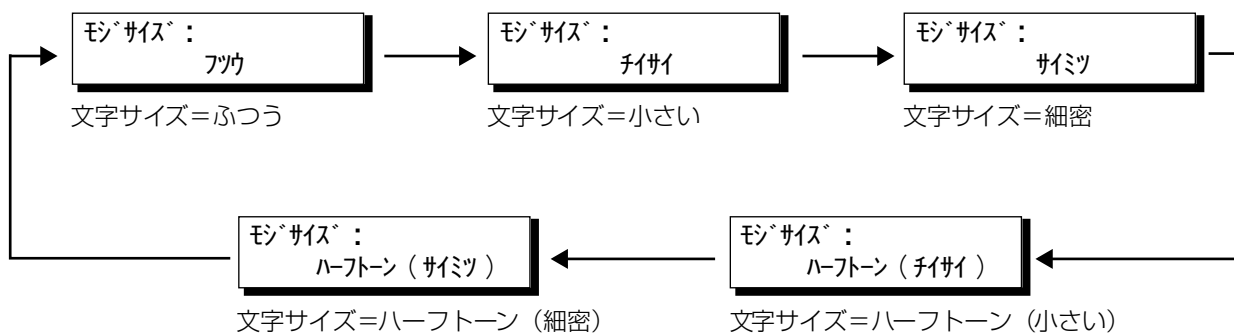 ﾓｼﾞｻｲｽﾞ：
ﾌﾂｳ
文字サイズ＝ふつう
ﾓｼﾞｻｲｽﾞ：
ﾁｲｻｲ
文字サイズ＝小さい
ﾓｼﾞｻｲｽﾞ：
ｻｲﾐﾂ
文字サイズ＝細密
ﾓｼﾞｻｲｽﾞ：
ﾊｰﾌﾄｰﾝ（ｻｲﾐﾂ）
文字サイズ＝ハーフトーン（細密）
ﾓｼﾞｻｲｽﾞ：
ﾊｰﾌﾄｰﾝ（ﾁｲｻｲ）
文字サイズ＝ハーフトーン（小さい）